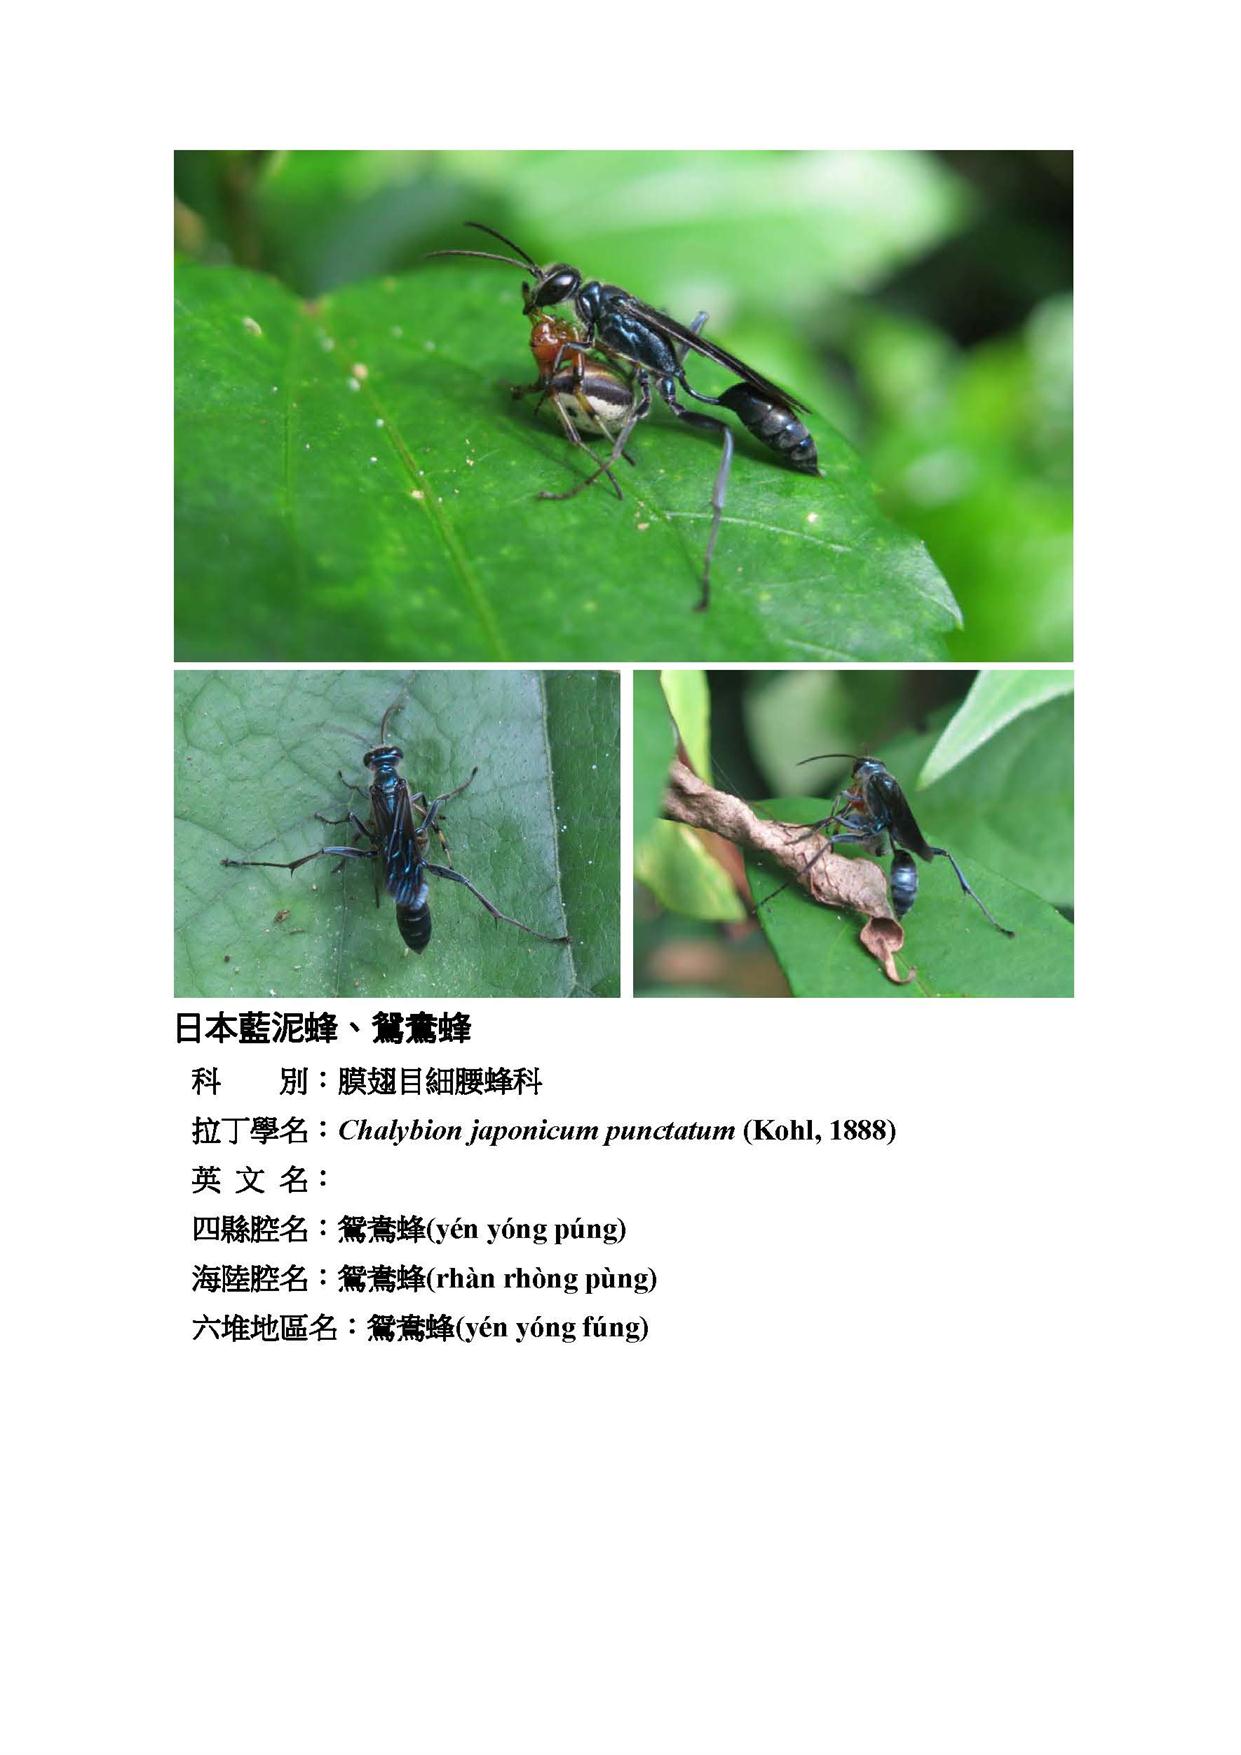 日本藍泥蜂、鴛鴦蜂
科　　別：膜翅目細腰蜂科
拉丁學名：Chalybion japonicum punctatum (Kohl, 1888)
英 文 名：
四縣腔名：鴛鴦蜂(yén yóng púng)
海陸腔名：鴛鴦蜂(rhàn rhòng pùng)
六堆地區名：鴛鴦蜂(yén yóng fúng)